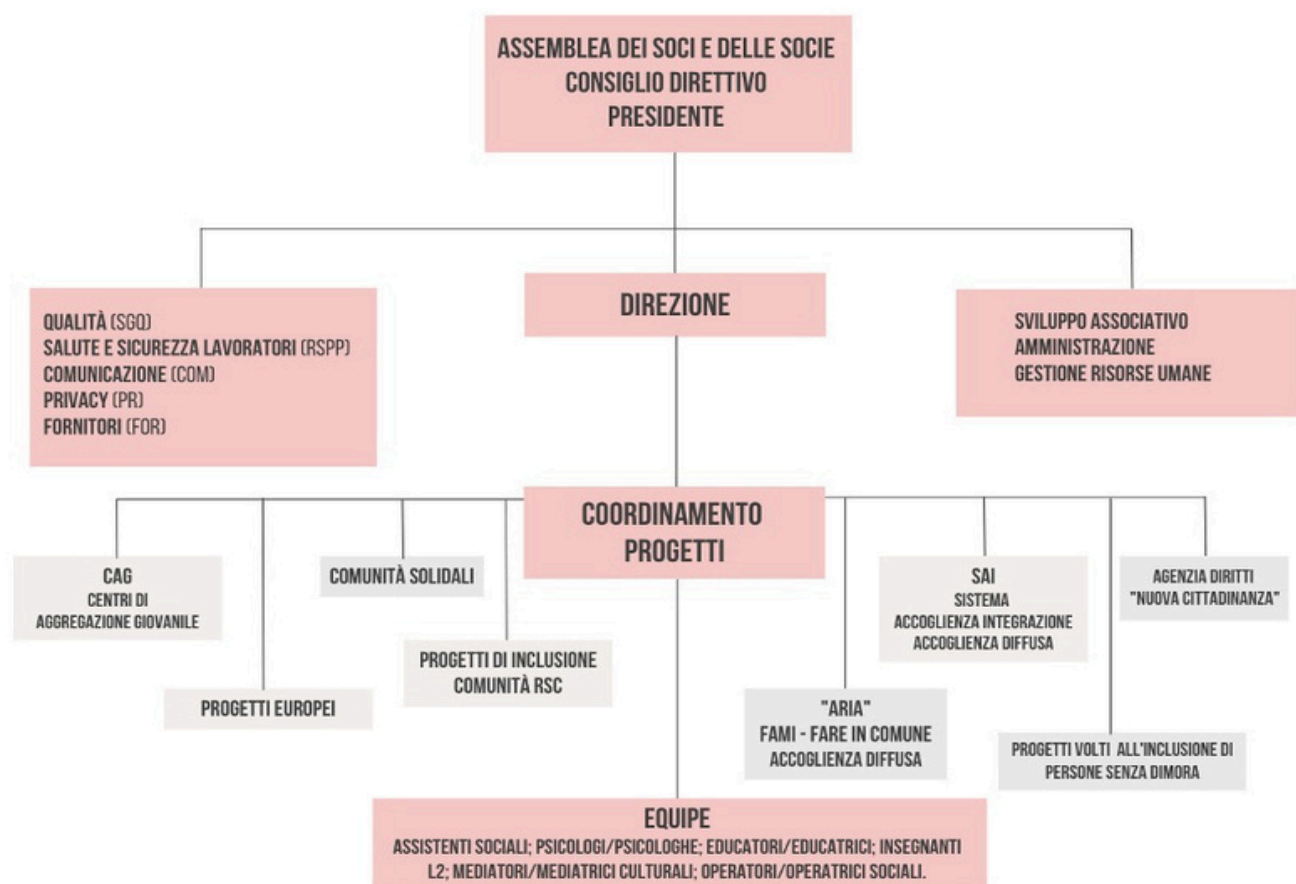 ASSEMBLEA DEI SOCI E DELLE SOCIE
CONSIGLIO DIRETTIVO
PRESIDENTE
QUALITÀ (SGQ)
SALUTE E SICUREZZA LAVORATORI (RSPP)
COMUNICAZIONE (COM)
PRIVACY (PR)
FORNITORI (FOR)
DIREZIONE
SVILUPPO ASSOCIATIVO
AMMINISTRAZIONE
GESTIONE RISORSE UMANE
COORDINAMENTO
PROGETTI
CAG
CENTRI DI
AGGREGAZIONE GIOVANILE
PROGETTI EUROPEI
COMUNITÀ SOLIDALI
PROGETTI DI INCLUSIONE
COMUNITÀ RSC
"ARIA"
FAMI - FARE IN COMUNE
ACCOGLIENZA DIFFUSA
SAI
SISTEMA
ACCOGLIENZA INTEGRAZIONE
ACCOGLIENZA DIFFUSA
PROGETTI VOLTI ALL'INCLUSIONE DI
PERSONE SENZA DIMORA
AGENZIA DIRITTI
"NUOVA CITTADINANZA"
EQUIPE
ASSISTENTI SOCIALI; PSICOLOGI/PSICOLOGHE; EDUCATORI/EDUCATRICI; INSEGNANTI
L2; MEDIATORI/MEDIATRICI CULTURALI; OPERATORI/OPERATRICI SOCIALI.